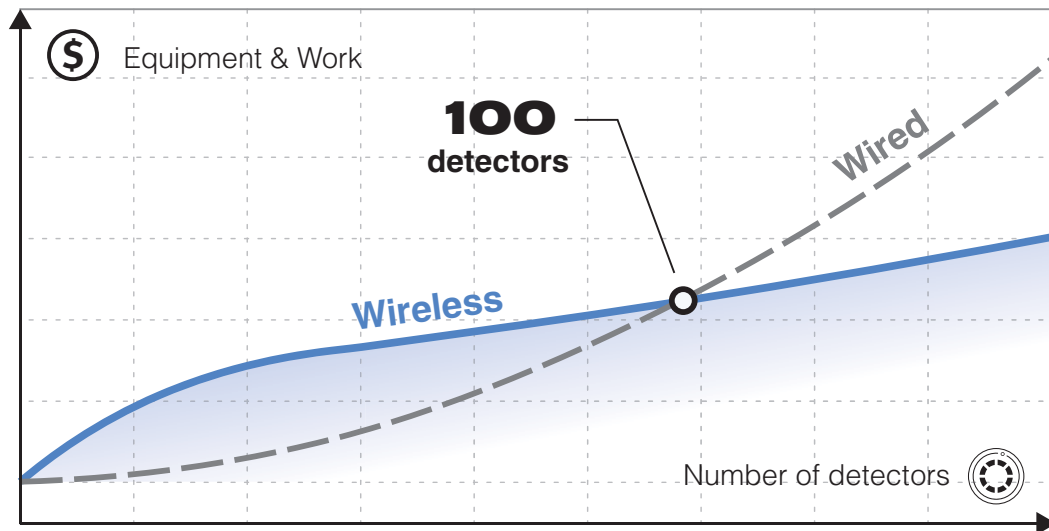 $ Equipment & Work
100
detectors
Wired
Wireless
Number of detectors